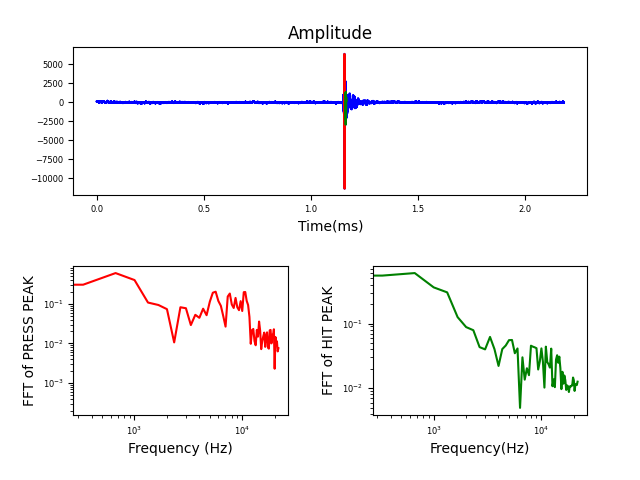 Amplitude
5000
2500
0
−2500
−5000
−7500
−10000
0.0 0.5 1.0 1.5 2.0
Time(ms)
FFT of PRESS PEAK
10⁻¹
10⁻²
10⁻³
10³ 10⁴
Frequency (Hz)
FFT of HIT PEAK
10⁻¹
10⁻²
10³ 10⁴
Frequency(Hz)